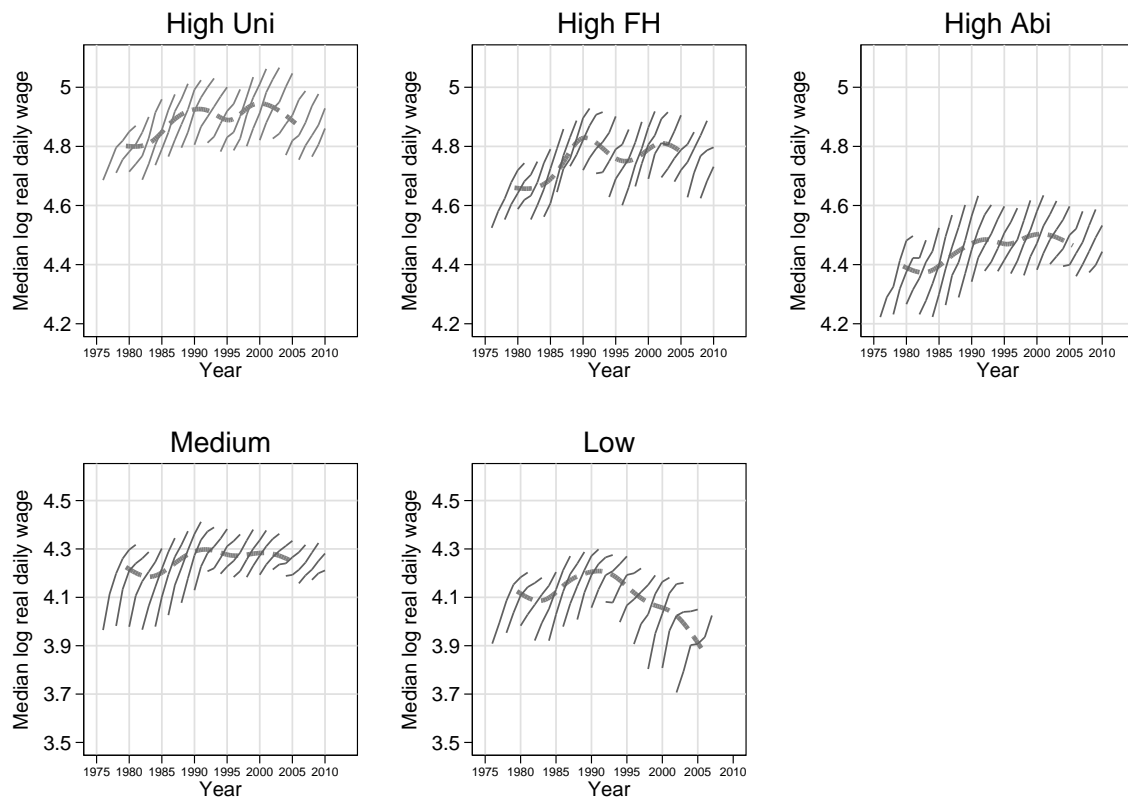 High Uni
High FH
High Abi
Median log real daily wage
5
4.8
4.6
4.4
4.2
1975 1980 1985 1990 1995 2000 2005 2010
Year
Median log real daily wage
5
4.8
4.6
4.4
4.2
1975 1980 1985 1990 1995 2000 2005 2010
Year
Median log real daily wage
5
4.8
4.6
4.4
4.2
1975 1980 1985 1990 1995 2000 2005 2010
Year
Medium
Low
Median log real daily wage
4.5
4.3
4.1
3.9
3.7
3.5
1975 1980 1985 1990 1995 2000 2005 2010
Year
Median log real daily wage
4.5
4.3
4.1
3.9
3.7
3.5
1975 1980 1985 1990 1995 2000 2005 2010
Year